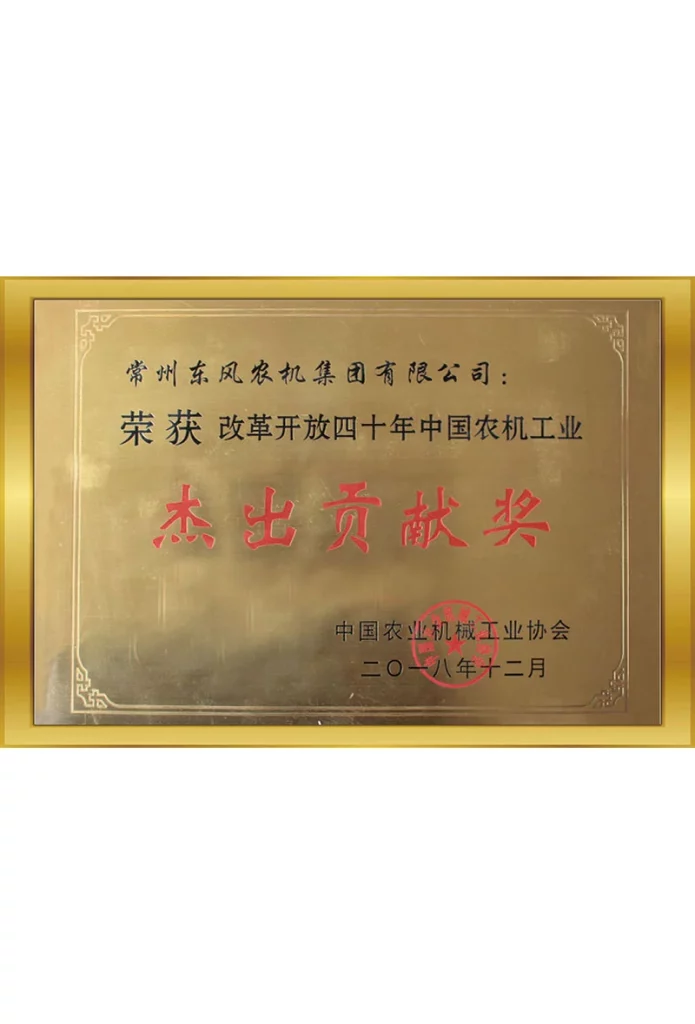 常州东风农机集团有限公司：
荣获 改革开放四十年中国农机工业
杰出贡献奖
中国农业机械工业协会
二〇一八年十二月